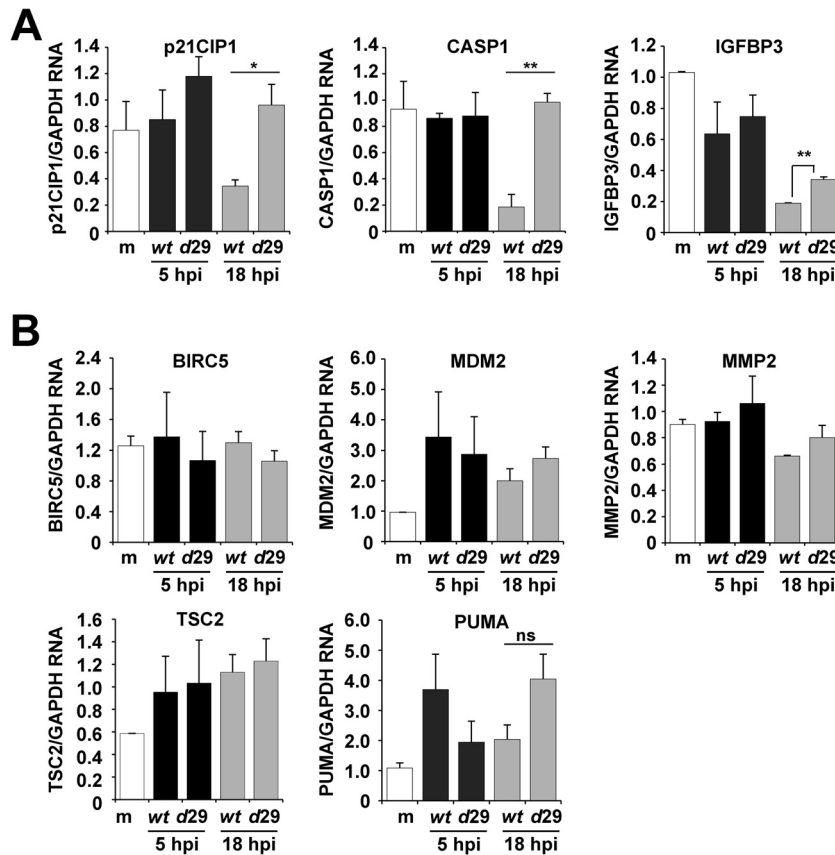 A
p21CIP1
p21CIP1/GAPDH RNA
1.4
1.2
1.0
0.8
0.6
0.4
0.2
0
*
m wt d29 wt d29
5 hpi 18 hpi
CASP1
CASP1/GAPDH RNA
1.4
1.2
1.0
0.8
0.6
0.4
0.2
0
**
m wt d29 wt d29
5 hpi 18 hpi
IGFBP3
IGFBP3/GAPDH RNA
1.2
1.0
0.8
0.6
0.4
0.2
0
**
m wt d29 wt d29
5 hpi 18 hpi
B
BIRC5
BIRC5/GAPDH RNA
2.4
2.0
1.6
1.2
0.8
0.4
0
m wt d29 wt d29
5 hpi 18 hpi
MDM2
MDM2/GAPDH RNA
6.0
5.0
4.0
3.0
2.0
1.0
0
m wt d29 wt d29
5 hpi 18 hpi
MMP2
MMP2/GAPDH RNA
1.4
1.2
1.0
0.8
0.6
0.4
0.2
0
m wt d29 wt d29
5 hpi 18 hpi
TSC2
TSC2/GAPDH RNA
1.6
1.4
1.2
1.0
0.8
0.6
0.4
0.2
0
m wt d29 wt d29
5 hpi 18 hpi
PUMA
PUMA/GAPDH RNA
6.0
5.0
4.0
3.0
2.0
1.0
0
ns
m wt d29 wt d29
5 hpi 18 hpi